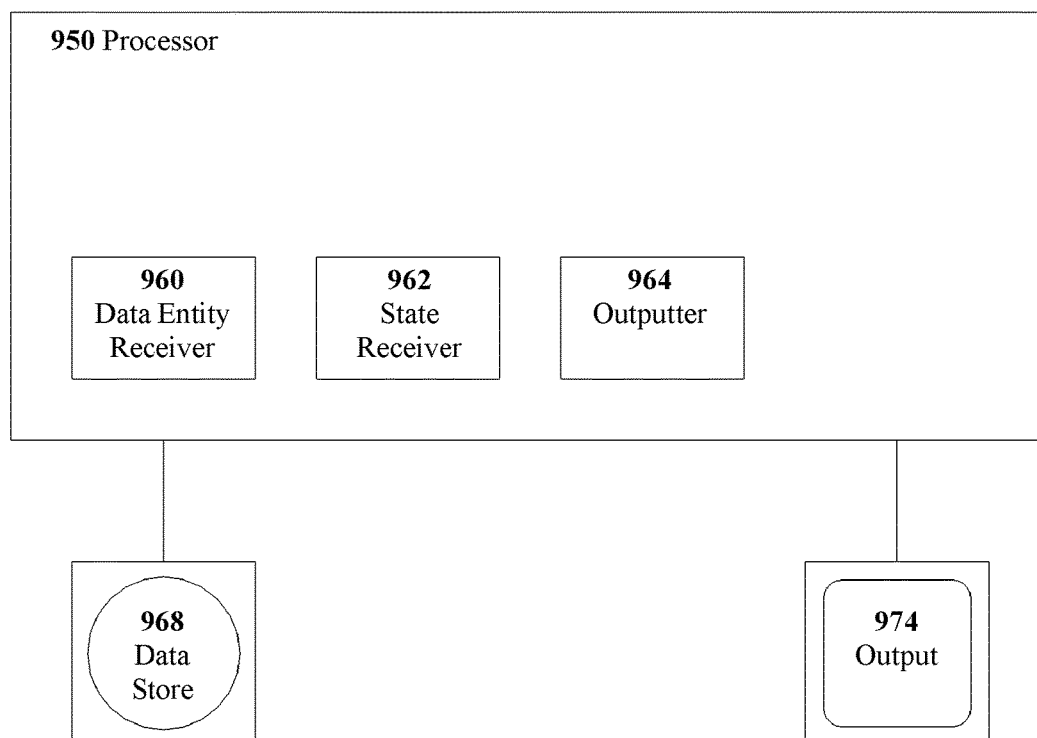 950 Processor
960
Data Entity
Receiver
962
State
Receiver
964
Outputter
968
Data
Store
974
Output